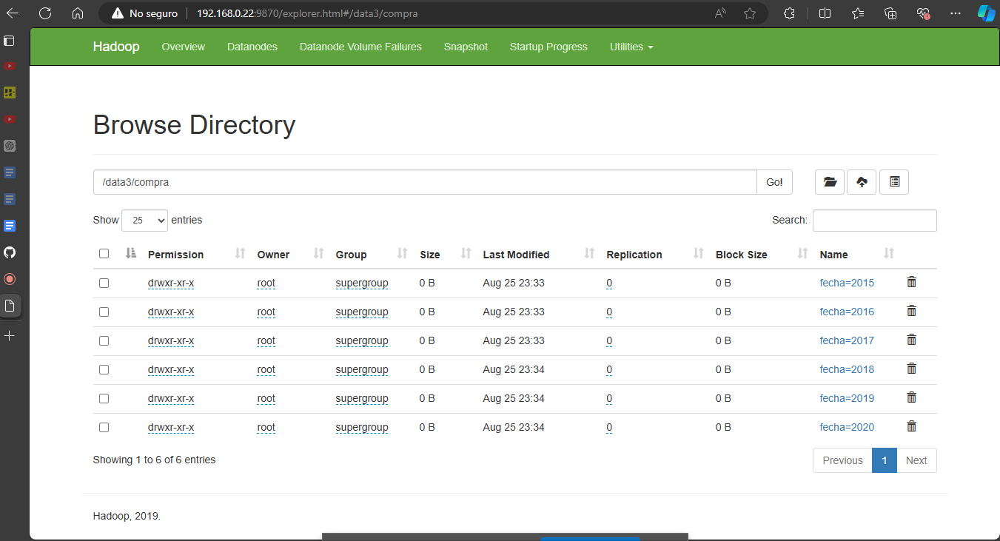 No seguro 192.168.0.22:9870/explorer.html#/data3/compra
Hadoop Overview Datanodes Datanode Volume Failures Snapshot Startup Progress Utilities
Browse Directory
/data3/compra Go!
Show 25 entries Search:
Permission Owner Group Size Last Modified Replication Block Size Name
drwxr-xr-x root supergroup 0 B Aug 25 23:33 0 0 B fecha=2015
drwxr-xr-x root supergroup 0 B Aug 25 23:33 0 0 B fecha=2016
drwxr-xr-x root supergroup 0 B Aug 25 23:33 0 0 B fecha=2017
drwxr-xr-x root supergroup 0 B Aug 25 23:34 0 0 B fecha=2018
drwxr-xr-x root supergroup 0 B Aug 25 23:34 0 0 B fecha=2019
drwxr-xr-x root supergroup 0 B Aug 25 23:34 0 0 B fecha=2020
Showing 1 to 6 of 6 entries Previous 1 Next
Hadoop, 2019.